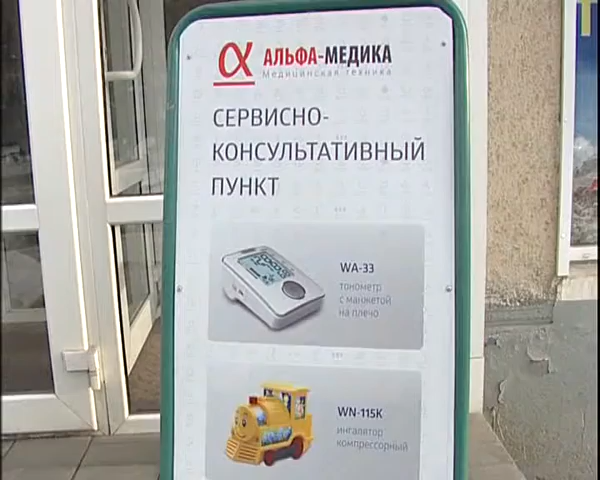 α АЛЬФА-МЕДИКА
Медицинская техника
СЕРВИСНО-
КОНСУЛЬТАТИВНЫЙ
ПУНКТ
WA-33
тонометр
с манжетой
на плечо
WN-115K
ингалятор
компрессорный